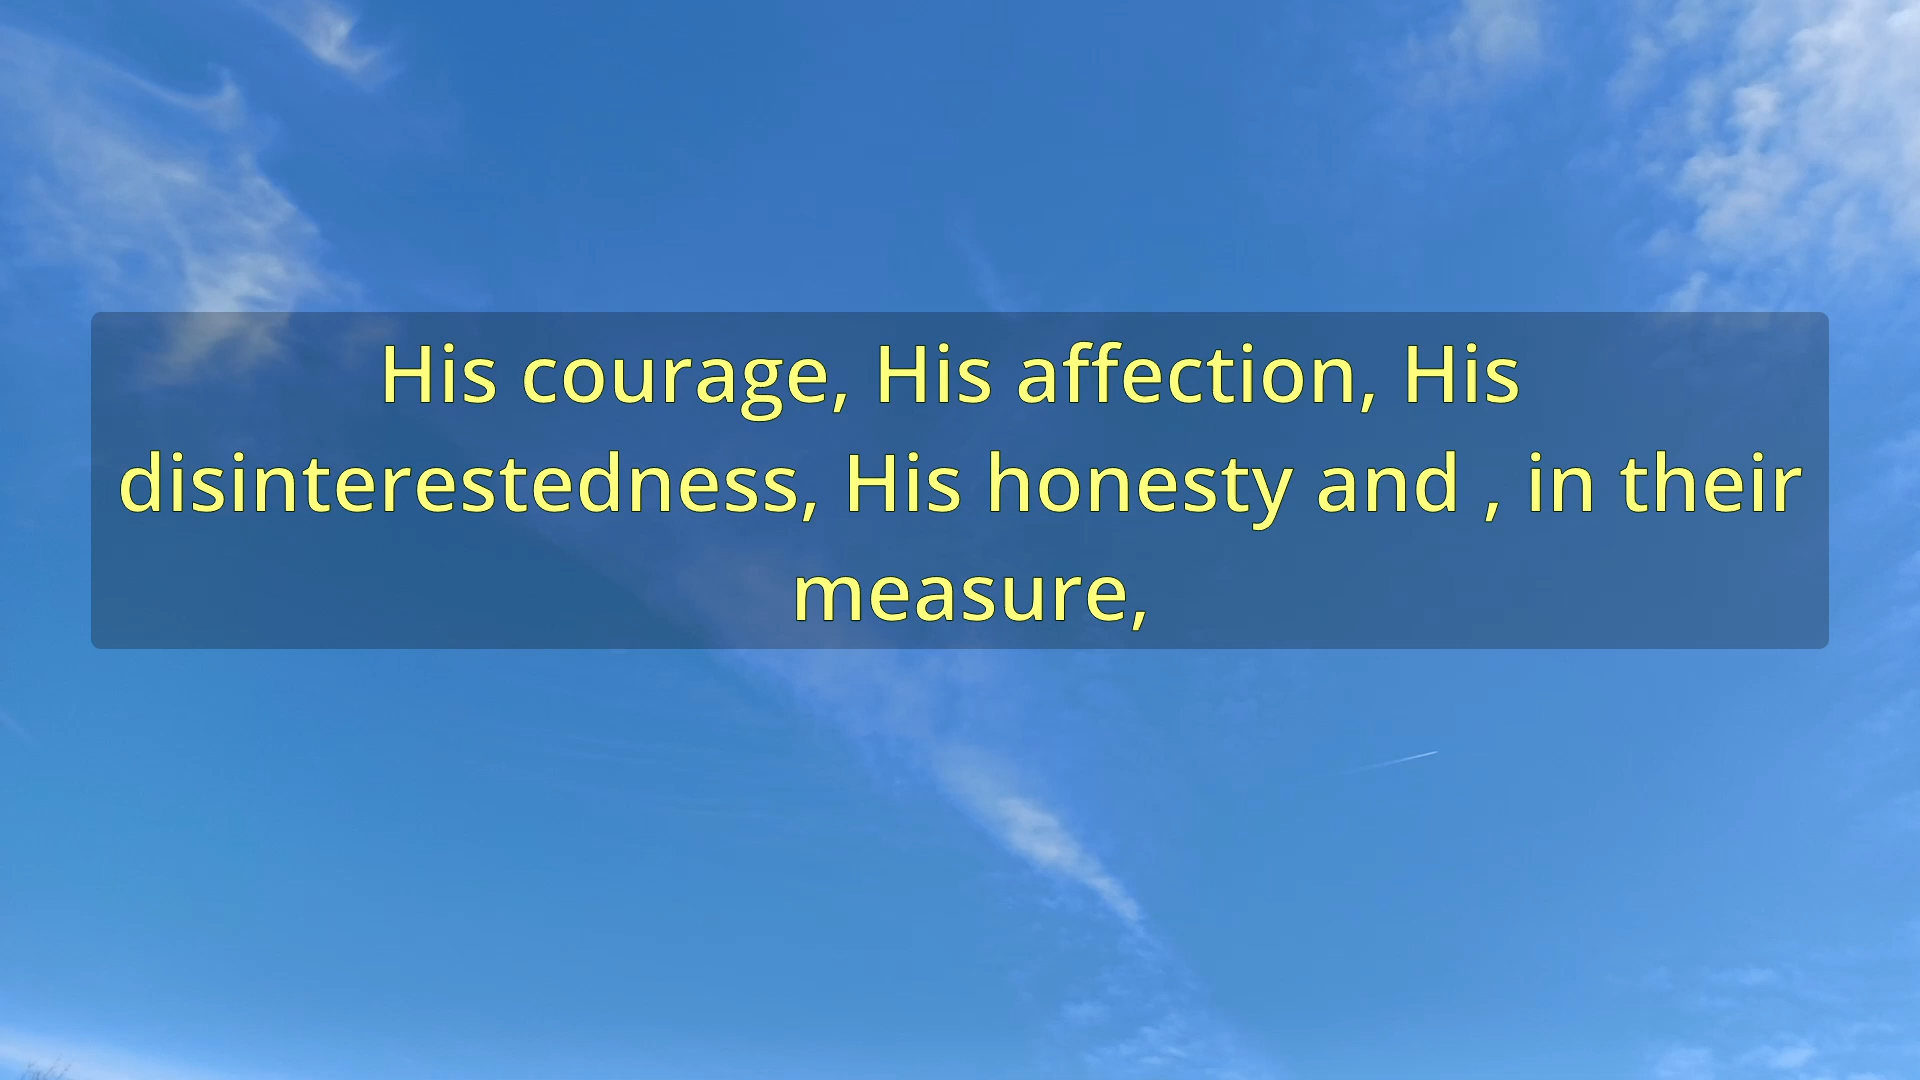 His courage, His affection, His
disinterestedness, His honesty and , in their
measure,